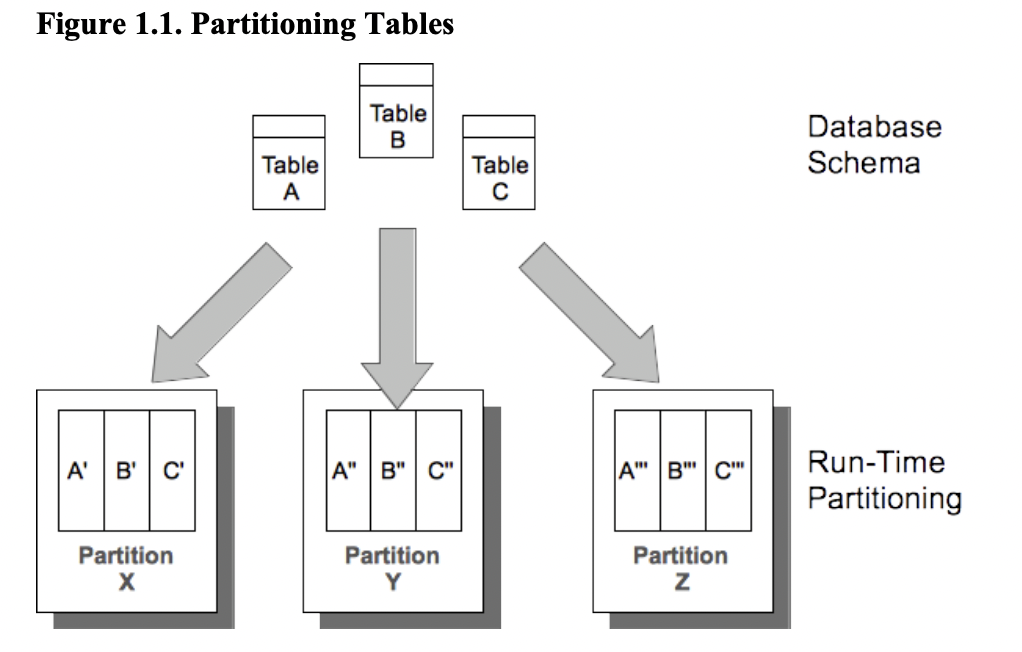 Figure 1.1. Partitioning Tables
Table
B
Table
A
Table
C
Database
Schema
A' B' C'
A" B" C"
A"' B"' C"'
Run-Time
Partitioning
Partition
X
Partition
Y
Partition
Z